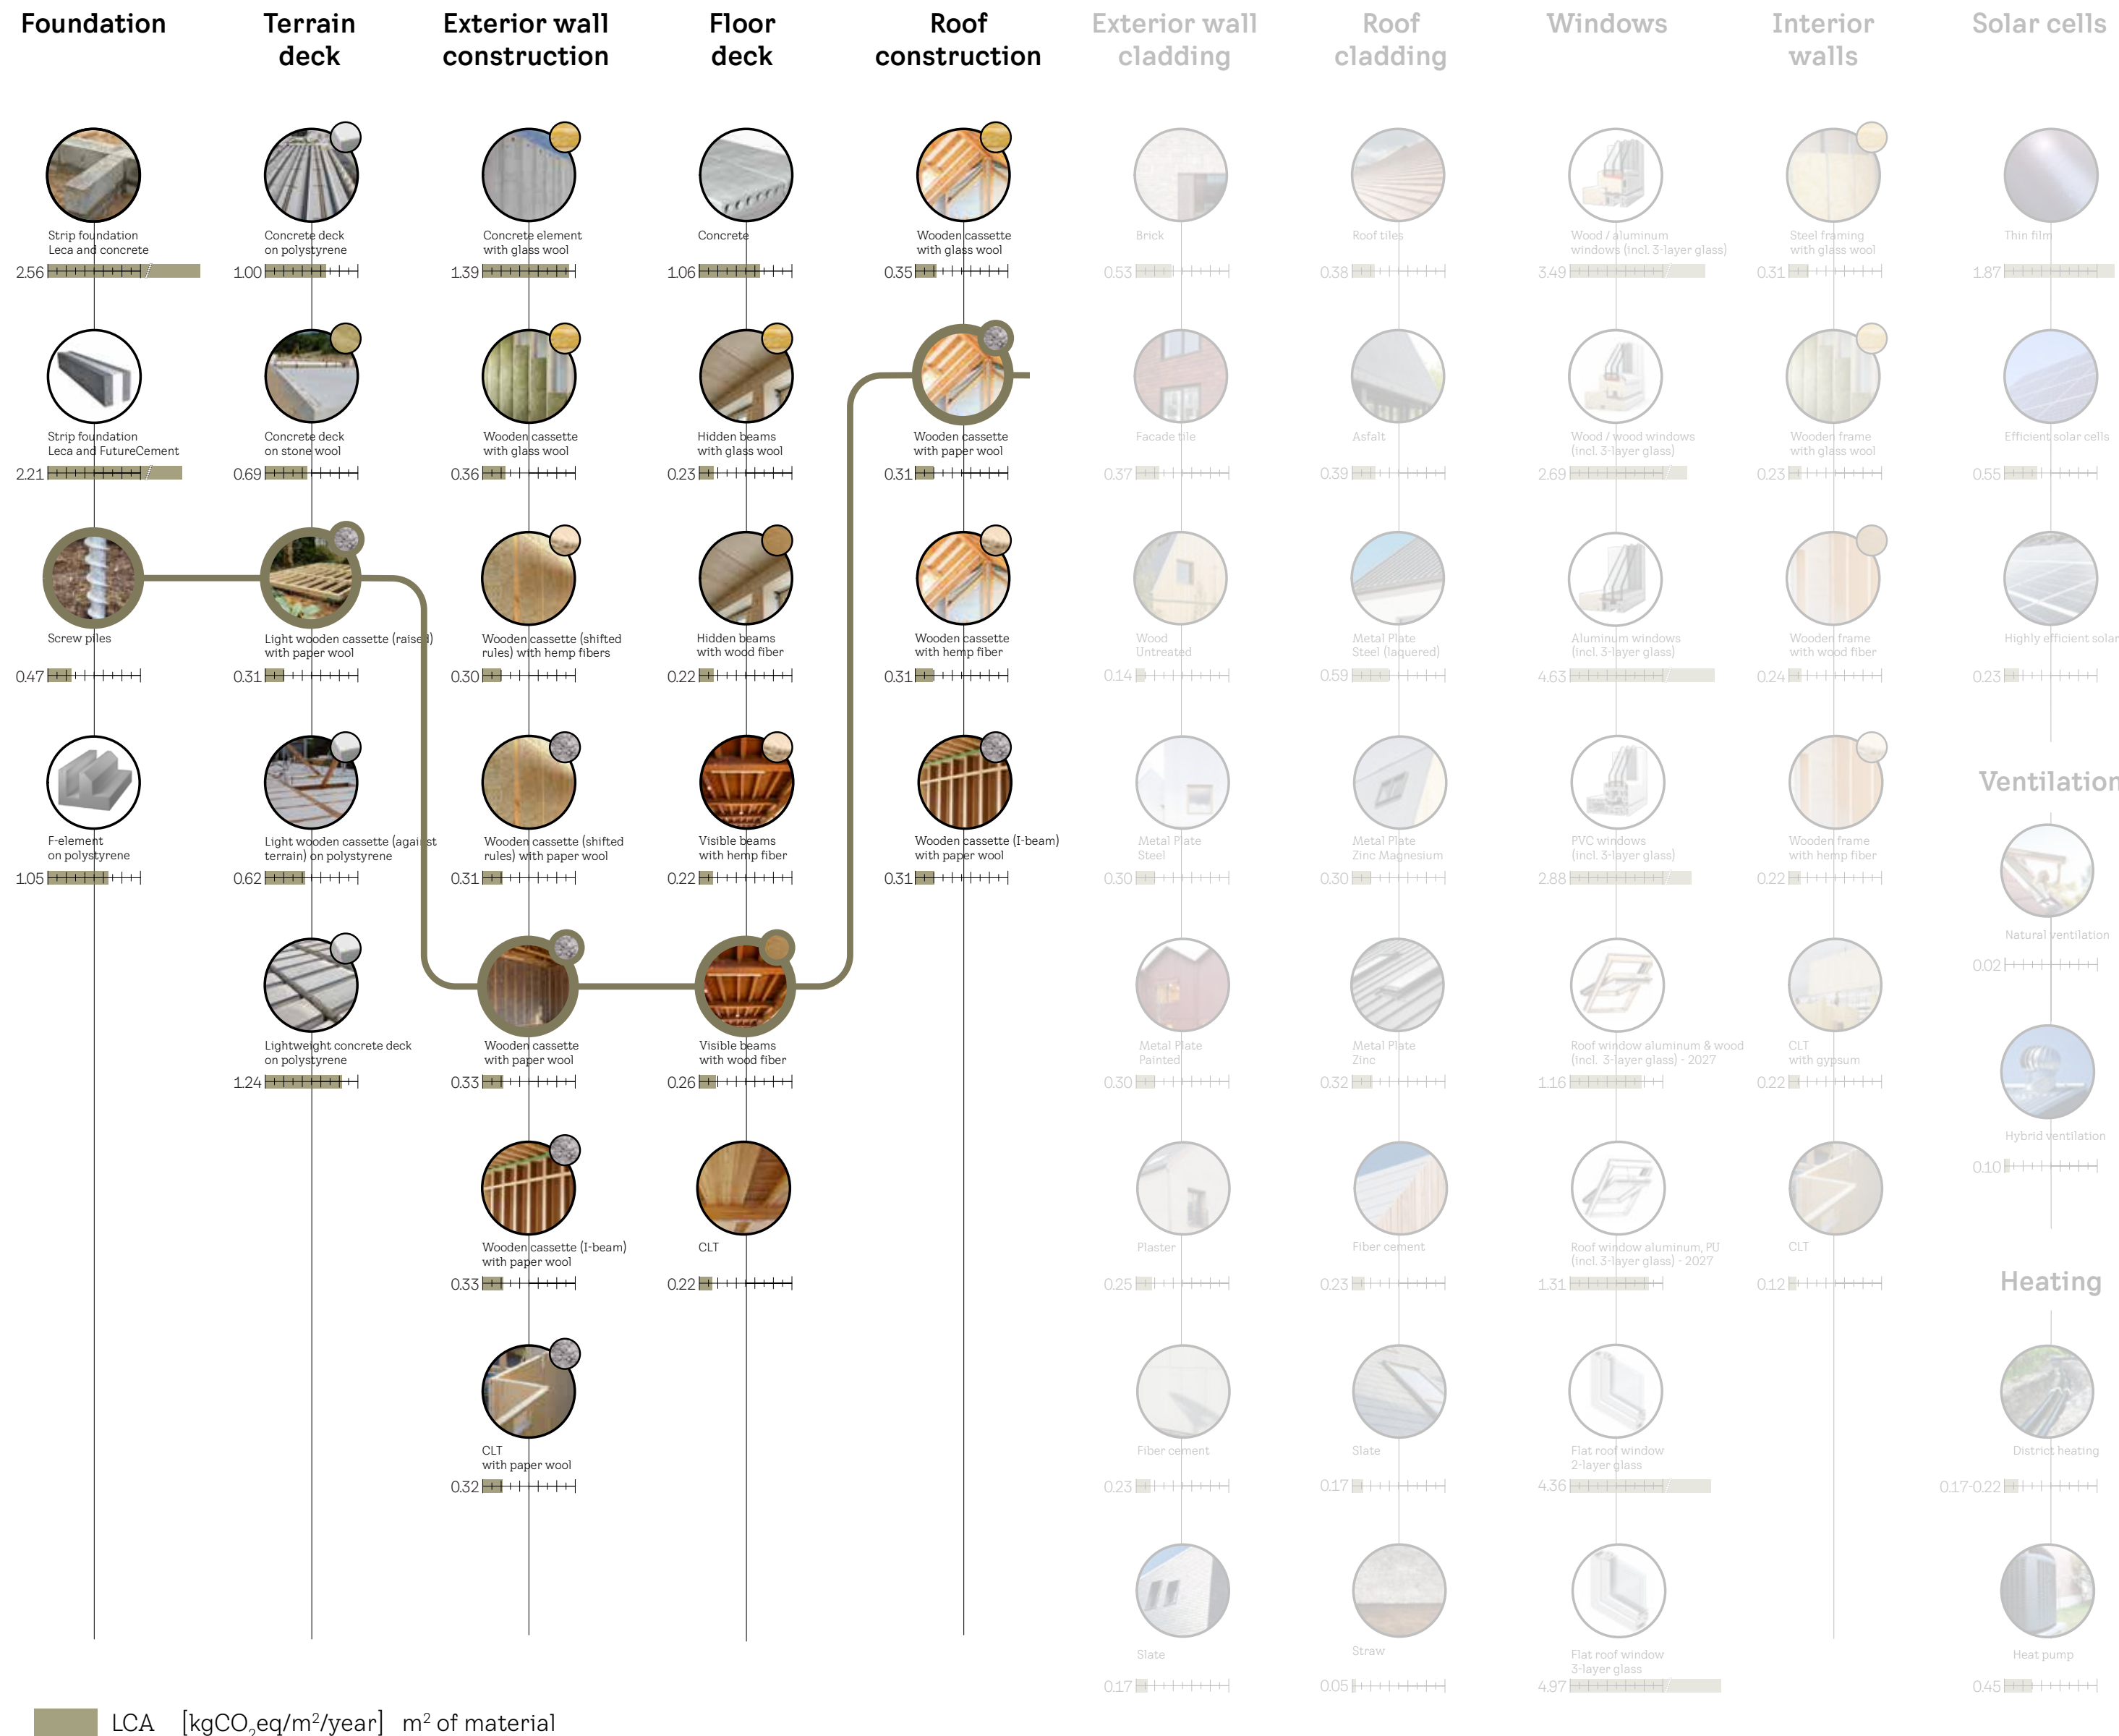 Foundation
Terrain
deck
Exterior wall
construction
Floor
deck
Roof
construction
Exterior wall
cladding
Roof
cladding
Windows
Interior
walls
Solar cells
Strip foundation
Leca and concrete
2.56
Strip foundation
Leca and FutureCement
2.21
Screw piles
0.47
F-element
on polystyrene
1.05
Concrete deck
on polystyrene
1.00
Concrete deck
on stone wool
0.69
Light wooden cassette (raised)
with paper wool
0.31
Light wooden cassette (against
terrain) on polystyrene
0.62
Lightweight concrete deck
on polystyrene
1.24
Concrete element
with glass wool
1.39
Wooden cassette
with glass wool
0.36
Wooden cassette (shifted
rules) with hemp fibers
0.30
Wooden cassette (shifted
rules) with paper wool
0.31
Wooden cassette
with paper wool
0.33
Wooden cassette (I-beam)
with paper wool
0.33
CLT
with paper wool
0.32
Concrete
1.06
Hidden beams
with glass wool
0.23
Hidden beams
with wood fiber
0.22
Visible beams
with hemp fiber
0.22
Visible beams
with wood fiber
0.26
CLT
0.22
Wooden cassette
with glass wool
0.35
Wooden cassette
with paper wool
0.31
Wooden cassette
with hemp fiber
0.31
Wooden cassette (I-beam)
with paper wool
0.31
Brick
0.53
Facade tile
0.37
Wood
Untreated
0.14
Metal Plate
Steel
0.30
Metal Plate
Painted
0.30
Plaster
0.25
Fiber cement
0.23
Slate
0.17
Roof tiles
0.38
Asfalt
0.39
Metal Plate
Steel (laquered)
0.59
Metal Plate
Zinc Magnesium
0.30
Metal Plate
Zinc
0.32
Fiber cement
0.23
Slate
0.17
Straw
0.05
Wood / aluminum
windows (incl. 3-layer glass)
3.49
Wood / wood windows
(incl. 3-layer glass)
2.69
Aluminum windows
(incl. 3-layer glass)
4.63
PVC windows
(incl. 3-layer glass)
2.88
Roof window aluminum & wood
(incl. 3-layer glass) - 2027
1.16
Roof window aluminum, PU
(incl. 3-layer glass) - 2027
1.31
Flat roof window
2-layer glass
4.36
Flat roof window
3-layer glass
4.97
Steel framing
with glass wool
0.31
Wooden frame
with glass wool
0.23
Wooden frame
with wood fiber
0.24
Wooden frame
with hemp fiber
0.22
CLT
with gypsum
0.22
CLT
0.12
Thin film
1.87
Efficient solar cells
0.55
Highly efficient solar
0.23
Ventilation
Natural ventilation
0.02
Hybrid ventilation
0.10
Heating
District heating
0.17-0.22
Heat pump
0.45
LCA [kgCO₂eq/m²/year] m² of material